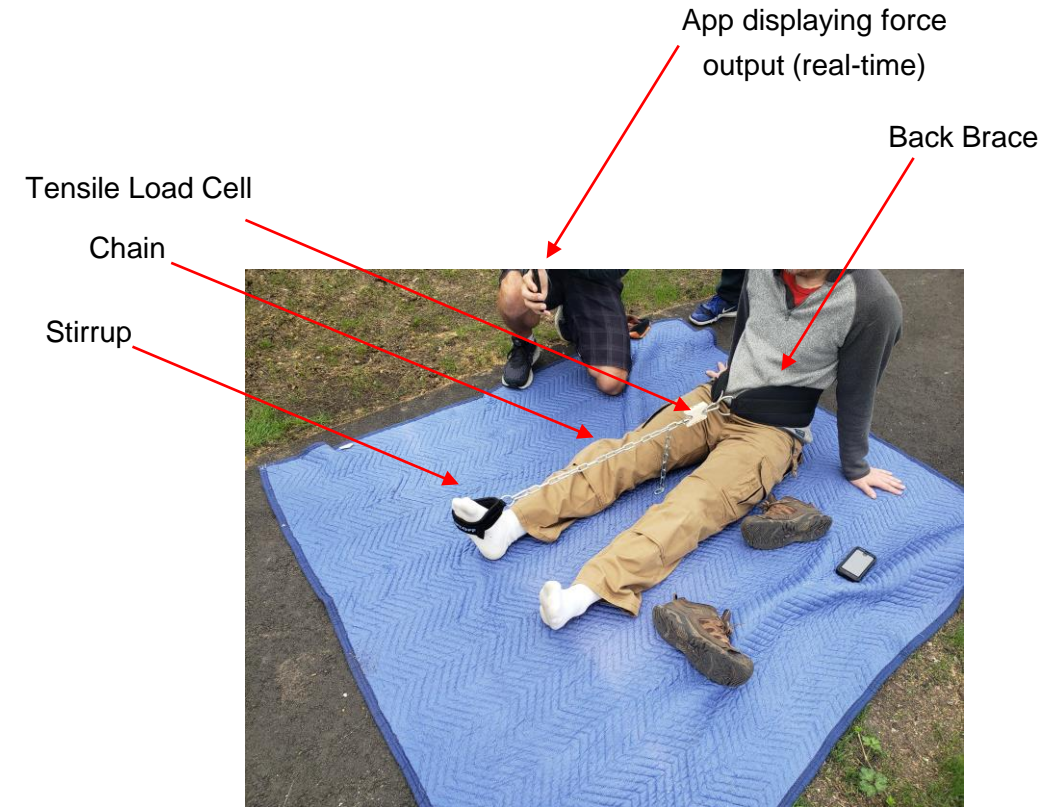 App displaying force
output (real-time)
Back Brace
Tensile Load Cell
Chain
Stirrup